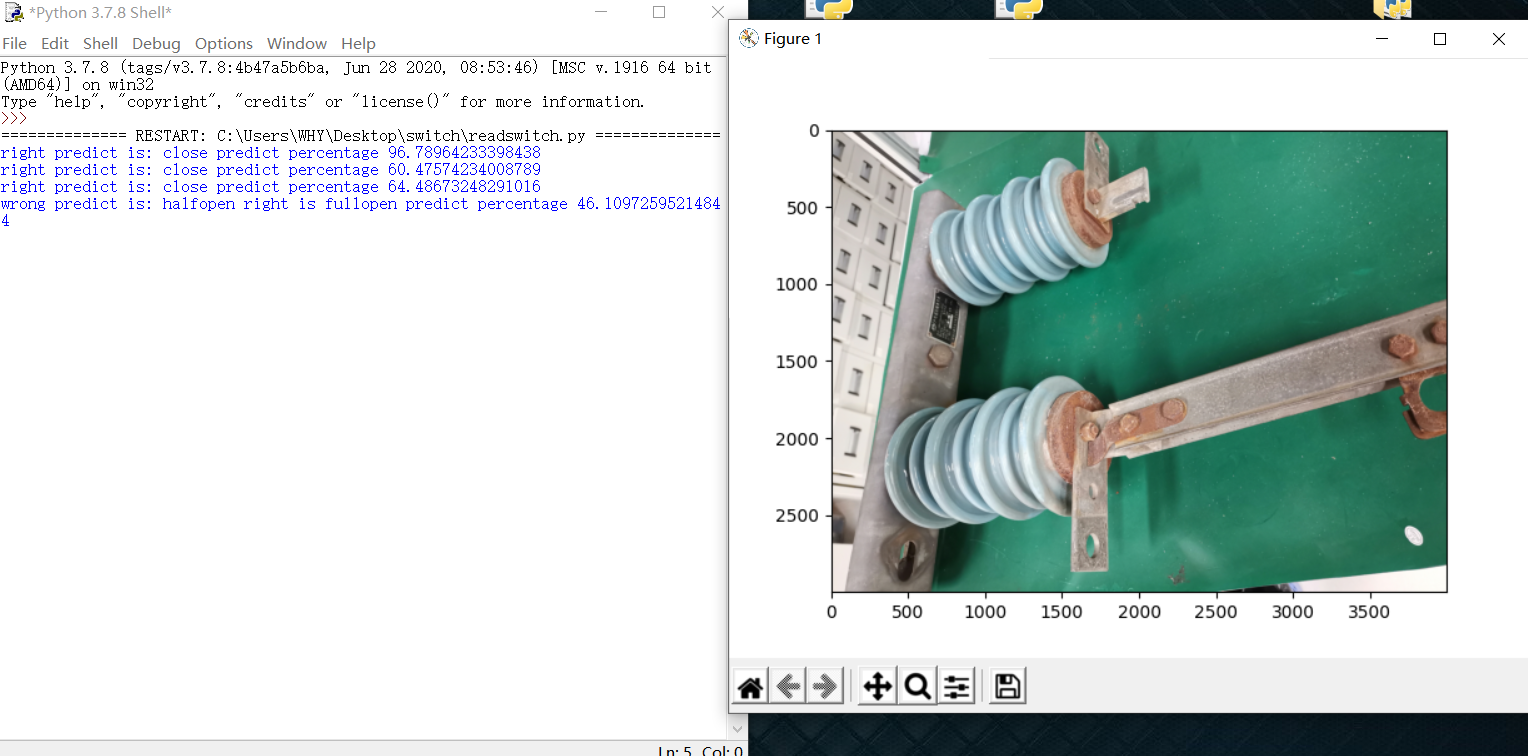 *Python 3.7.8 Shell*
File Edit Shell Debug Options Window Help
Python 3.7.8 (tags/v3.7.8:4b47a5b6ba, Jun 28 2020, 08:53:46) [MSC v.1916 64 bit
(AMD64)] on win32
Type "help", "copyright", "credits" or "license()" for more information.
>>>
============== RESTART: C:\Users\WHY\Desktop\switch\readswitch.py ==============
right predict is: close predict percentage 96.78964233398438
right predict is: close predict percentage 60.47574234008789
right predict is: close predict percentage 64.48673248291016
wrong predict is: halfopen right is fullopen predict percentage 46.1097259521484
4
Ln: 5 Col: 0
Figure 1
0
500
1000
1500
2000
2500
0 500 1000 1500 2000 2500 3000 3500